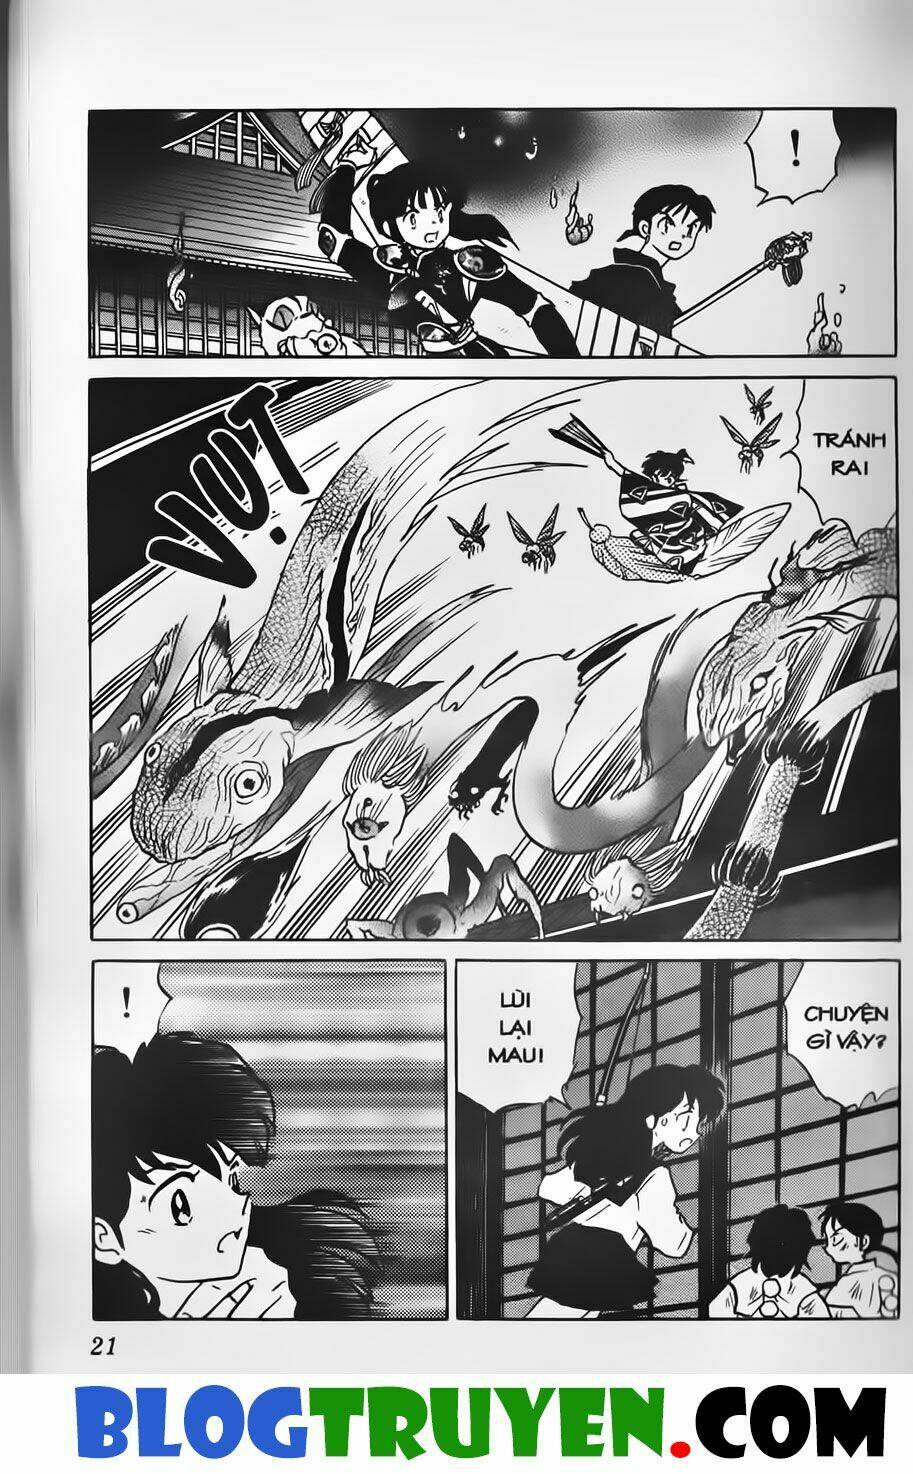 !
TRÁNH
RA!
VỤT
!
CHUYỆN
GÌ VẬY?
LÙI
LẠI
MAU!
21
BLOGTRUYEN.COM